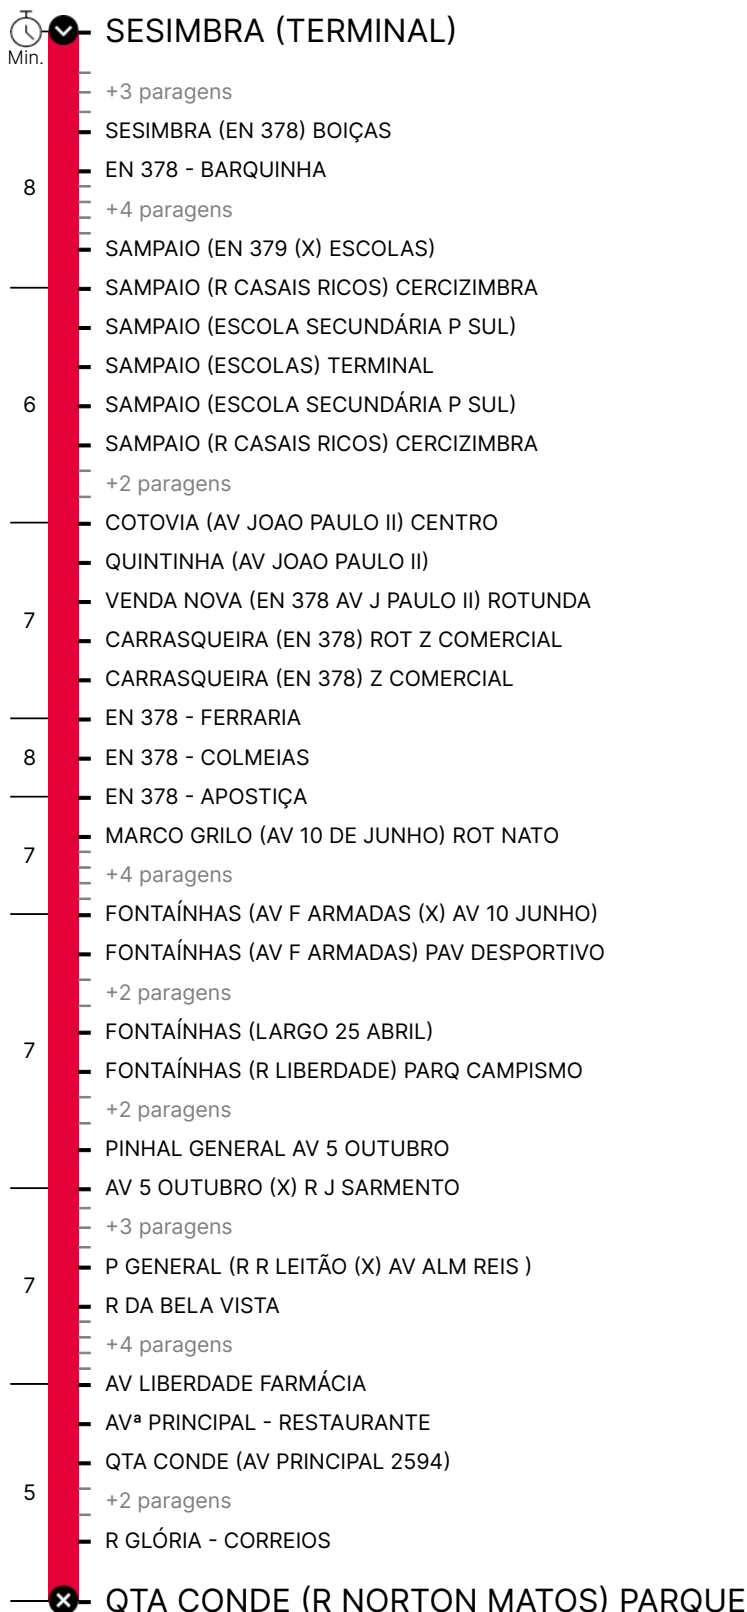 SESIMBRA (TERMINAL)
Min.
+3 paragens
SESIMBRA (EN 378) BOIÇAS
EN 378 - BARQUINHA
8
+4 paragens
SAMPAIO (EN 379 (X) ESCOLAS)
SAMPAIO (R CASAIS RICOS) CERCIZIMBRA
SAMPAIO (ESCOLA SECUNDÁRIA P SUL)
SAMPAIO (ESCOLAS) TERMINAL
6
SAMPAIO (ESCOLA SECUNDÁRIA P SUL)
SAMPAIO (R CASAIS RICOS) CERCIZIMBRA
+2 paragens
COTOVIA (AV JOAO PAULO II) CENTRO
QUINTINHA (AV JOAO PAULO II)
VENDA NOVA (EN 378 AV J PAULO II) ROTUNDA
7
CARRASQUEIRA (EN 378) ROT Z COMERCIAL
CARRASQUEIRA (EN 378) Z COMERCIAL
EN 378 - FERRARIA
8
EN 378 - COLMEIAS
EN 378 - APOSTIÇA
MARCO GRILO (AV 10 DE JUNHO) ROT NATO
7
+4 paragens
FONTAÍNHAS (AV F ARMADAS (X) AV 10 JUNHO)
FONTAÍNHAS (AV F ARMADAS) PAV DESPORTIVO
+2 paragens
FONTAÍNHAS (LARGO 25 ABRIL)
7
FONTAÍNHAS (R LIBERDADE) PARQ CAMPISMO
+2 paragens
PINHAL GENERAL AV 5 OUTUBRO
AV 5 OUTUBRO (X) R J SARMENTO
+3 paragens
P GENERAL (R R LEITÃO (X) AV ALM REIS )
7
R DA BELA VISTA
+4 paragens
AV LIBERDADE FARMÁCIA
AVª PRINCIPAL - RESTAURANTE
QTA CONDE (AV PRINCIPAL 2594)
5
+2 paragens
R GLÓRIA - CORREIOS
QTA CONDE (R NORTON MATOS) PARQUE